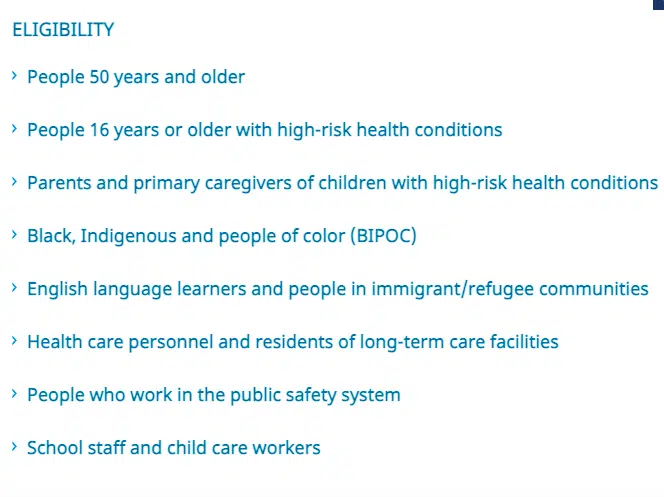 ELIGIBILITY
People 50 years and older
People 16 years or older with high-risk health conditions
Parents and primary caregivers of children with high-risk health conditions
Black, Indigenous and people of color (BIPOC)
English language learners and people in immigrant/refugee communities
Health care personnel and residents of long-term care facilities
People who work in the public safety system
School staff and child care workers